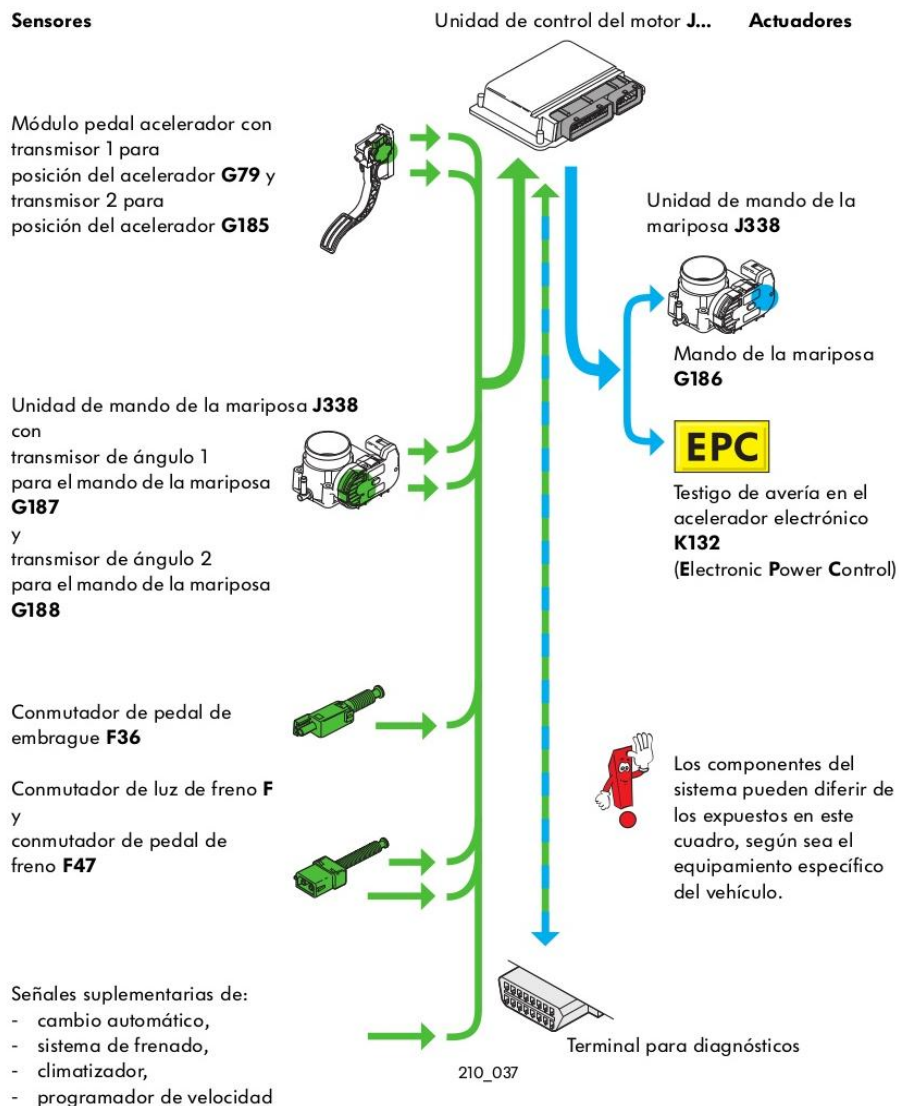 Sensores
Unidad de control del motor J...
Actuadores
Módulo pedal acelerador con
transmisor 1 para
posición del acelerador G79 y
transmisor 2 para
posición del acelerador G185
Unidad de mando de la
mariposa J338
Mando de la mariposa
G186
Unidad de mando de la mariposa J338
con
transmisor de ángulo 1
para el mando de la mariposa
G187
y
transmisor de ángulo 2
para el mando de la mariposa
G188
EPC
Testigo de avería en el
acelerador electrónico
K132
(Electronic Power Control)
Conmutador de pedal de
embrague F36
Conmutador de luz de freno F
y
conmutador de pedal de
freno F47
Los componentes del
sistema pueden diferir de
los expuestos en este
cuadro, según sea el
equipamiento específico
del vehículo.
Señales suplementarias de:
- cambio automático,
- sistema de frenado,
- climatizador,
- programador de velocidad
Terminal para diagnósticos
210_037